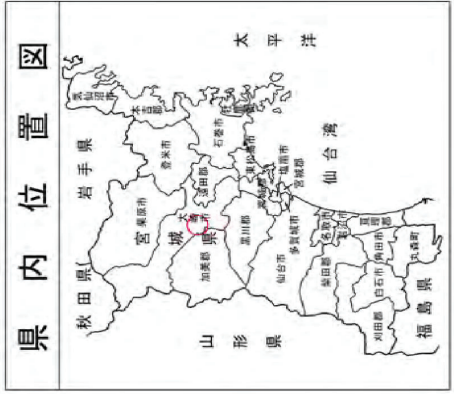 県内位置図
秋田県
岩手県
山形県
福島県
宮城県
太平洋
仙台湾
気仙沼市
本吉郡
栗原市
登米市
石巻市
遠田郡
大崎市
加美郡
黒川郡
東松島市
塩竈市
宮城郡
多賀城市
仙台市
名取市
岩沼市
亘理郡
柴田郡
角田市
白石市
刈田郡
丸森町